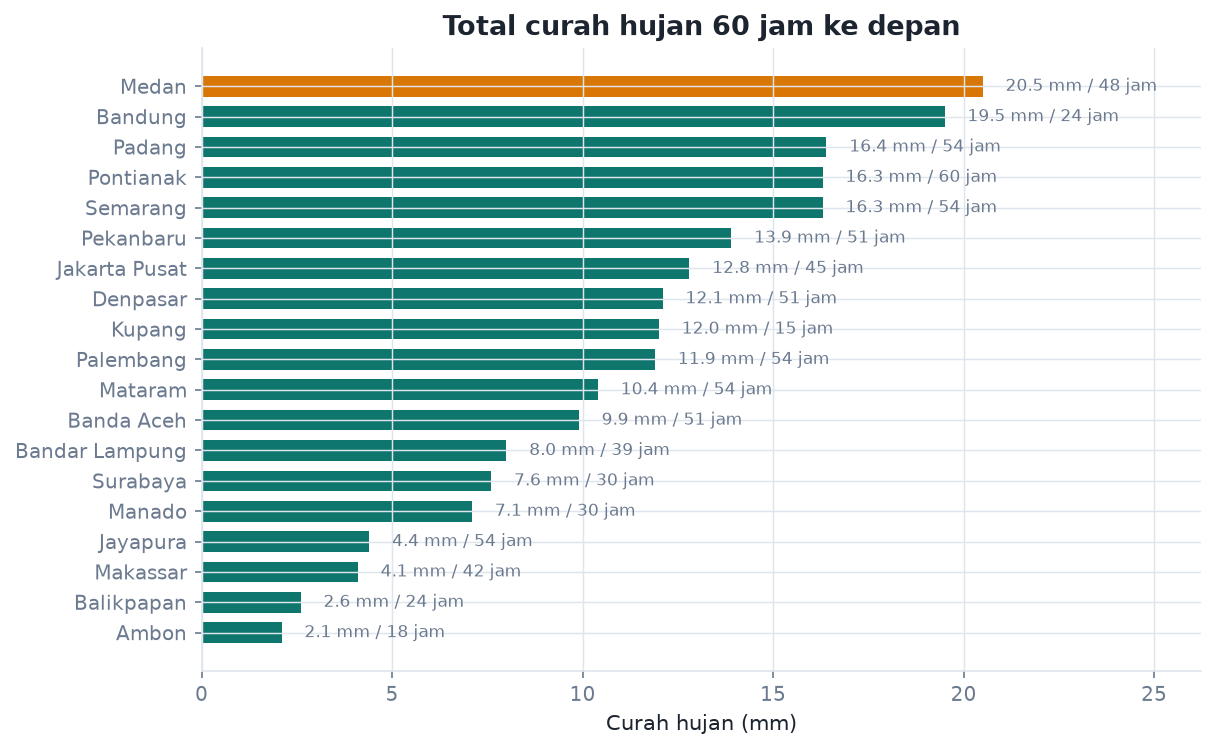 Total curah hujan 60 jam ke depan
Medan 20.5 mm / 48 jam
Bandung 19.5 mm / 24 jam
Padang 16.4 mm / 54 jam
Pontianak 16.3 mm / 60 jam
Semarang 16.3 mm / 54 jam
Pekanbaru 13.9 mm / 51 jam
Jakarta Pusat 12.8 mm / 45 jam
Denpasar 12.1 mm / 51 jam
Kupang 12.0 mm / 15 jam
Palembang 11.9 mm / 54 jam
Mataram 10.4 mm / 54 jam
Banda Aceh 9.9 mm / 51 jam
Bandar Lampung 8.0 mm / 39 jam
Surabaya 7.6 mm / 30 jam
Manado 7.1 mm / 30 jam
Jayapura 4.4 mm / 54 jam
Makassar 4.1 mm / 42 jam
Balikpapan 2.6 mm / 24 jam
Ambon 2.1 mm / 18 jam
0 5 10 15 20 25
Curah hujan (mm)